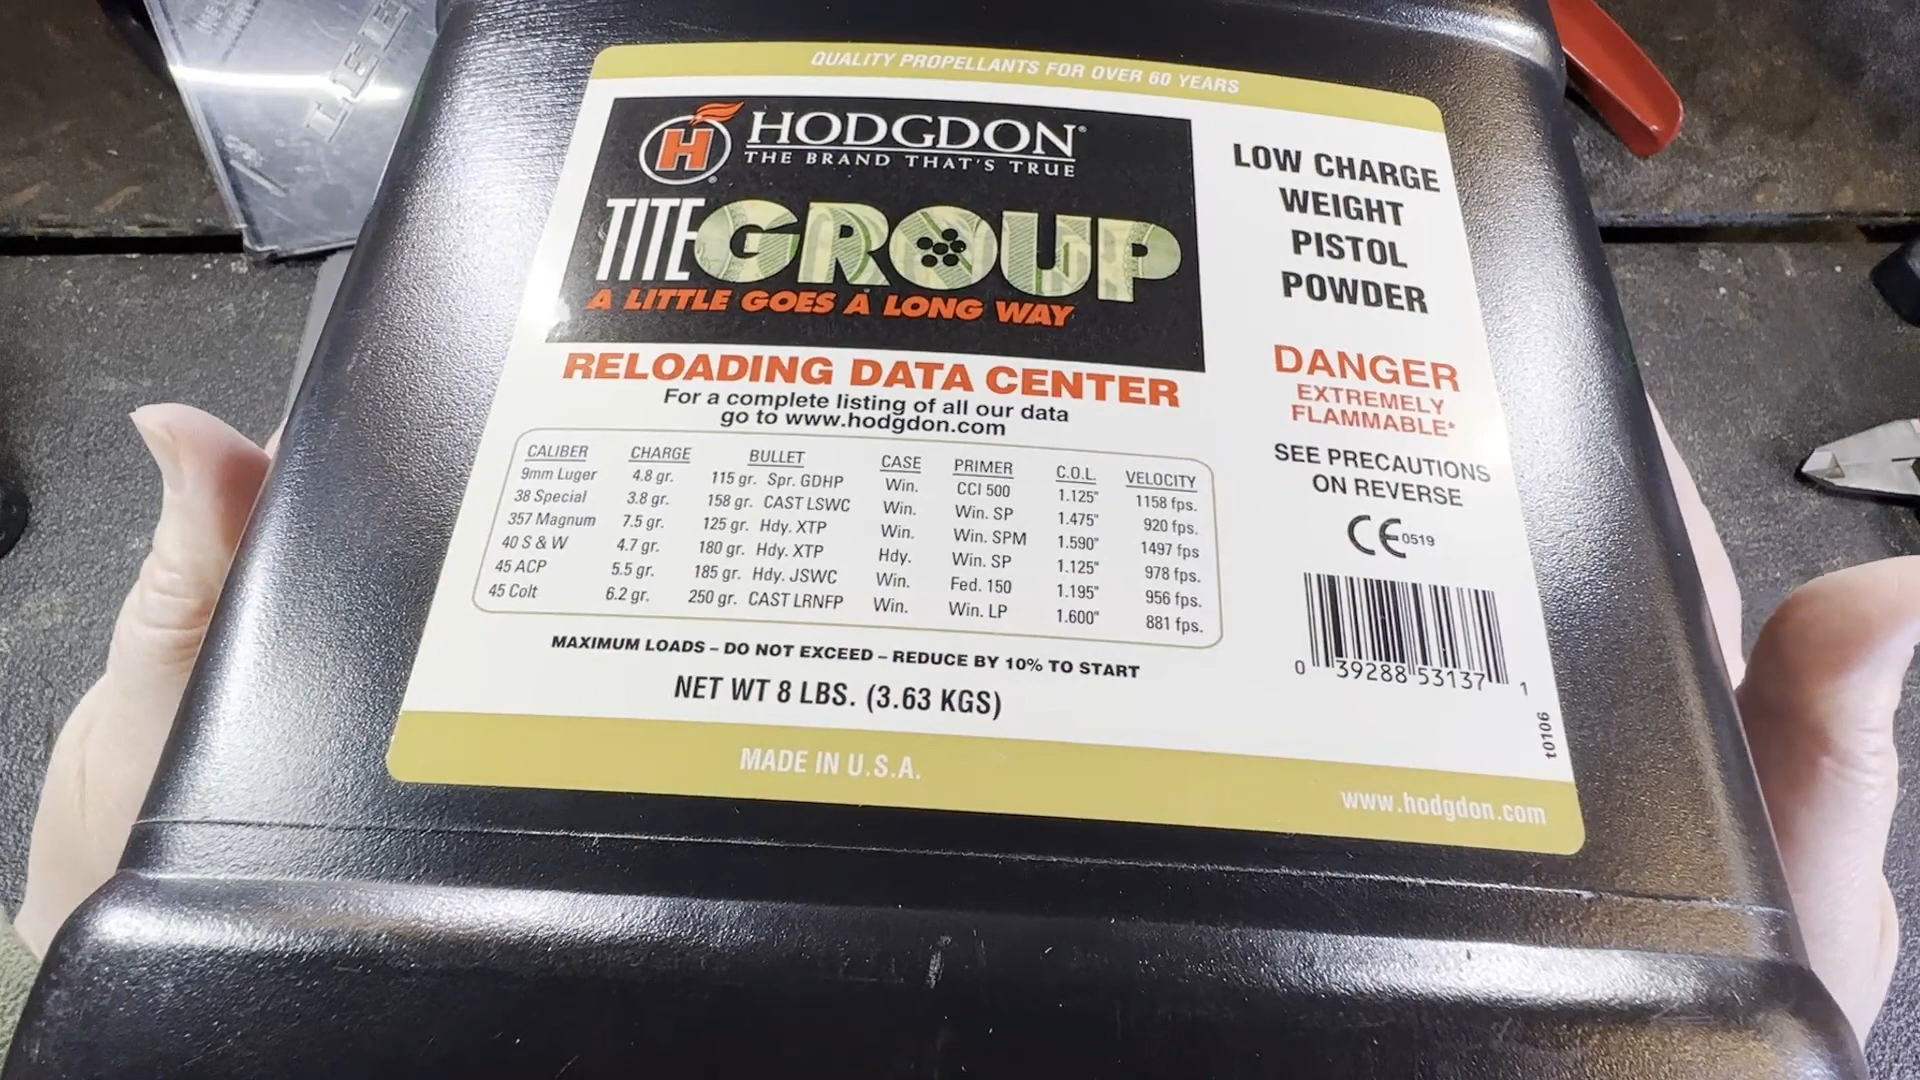 LEE
QUALITY PROPELLANTS FOR OVER 60 YEARS
H HODGDON®
THE BRAND THAT'S TRUE
TITEGROUP
A LITTLE GOES A LONG WAY
LOW CHARGE
WEIGHT
PISTOL
POWDER
RELOADING DATA CENTER
For a complete listing of all our data
go to www.hodgdon.com
DANGER
EXTREMELY
FLAMMABLE*
SEE PRECAUTIONS
ON REVERSE
CE0519
CALIBER CHARGE BULLET CASE PRIMER C.O.L. VELOCITY
9mm Luger 4.8 gr. 115 gr. Spr. GDHP Win. CCI 500 1.125" 1158 fps.
38 Special 3.8 gr. 158 gr. CAST LSWC Win. Win. SP 1.475" 920 fps.
357 Magnum 7.5 gr. 125 gr. Hdy. XTP Win. Win. SPM 1.590" 1497 fps
40 S & W 4.7 gr. 180 gr. Hdy. XTP Hdy. Win. SP 1.125" 978 fps.
45 ACP 5.5 gr. 185 gr. Hdy. JSWC Win. Fed. 150 1.195" 956 fps.
45 Colt 6.2 gr. 250 gr. CAST LRNFP Win. Win. LP 1.600" 881 fps.
MAXIMUM LOADS – DO NOT EXCEED – REDUCE BY 10% TO START
NET WT 8 LBS. (3.63 KGS)
0 39288 53137 1
t0106
MADE IN U.S.A.
www.hodgdon.com